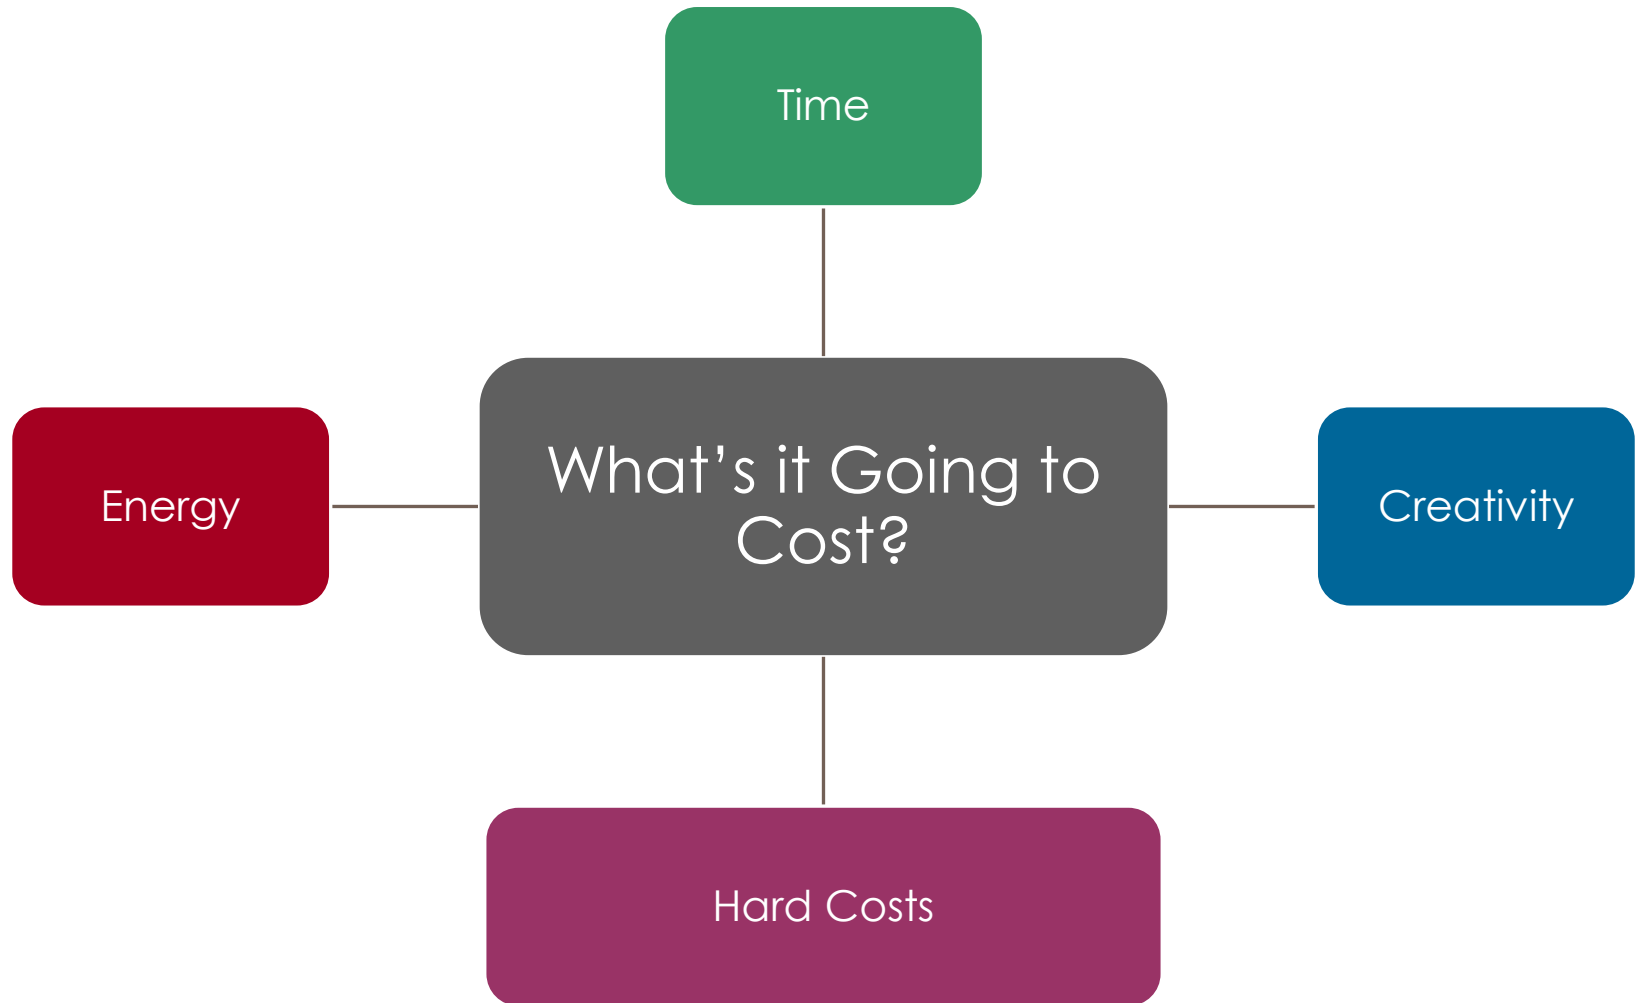 Time
Energy
What’s it Going to
Cost?
Creativity
Hard Costs